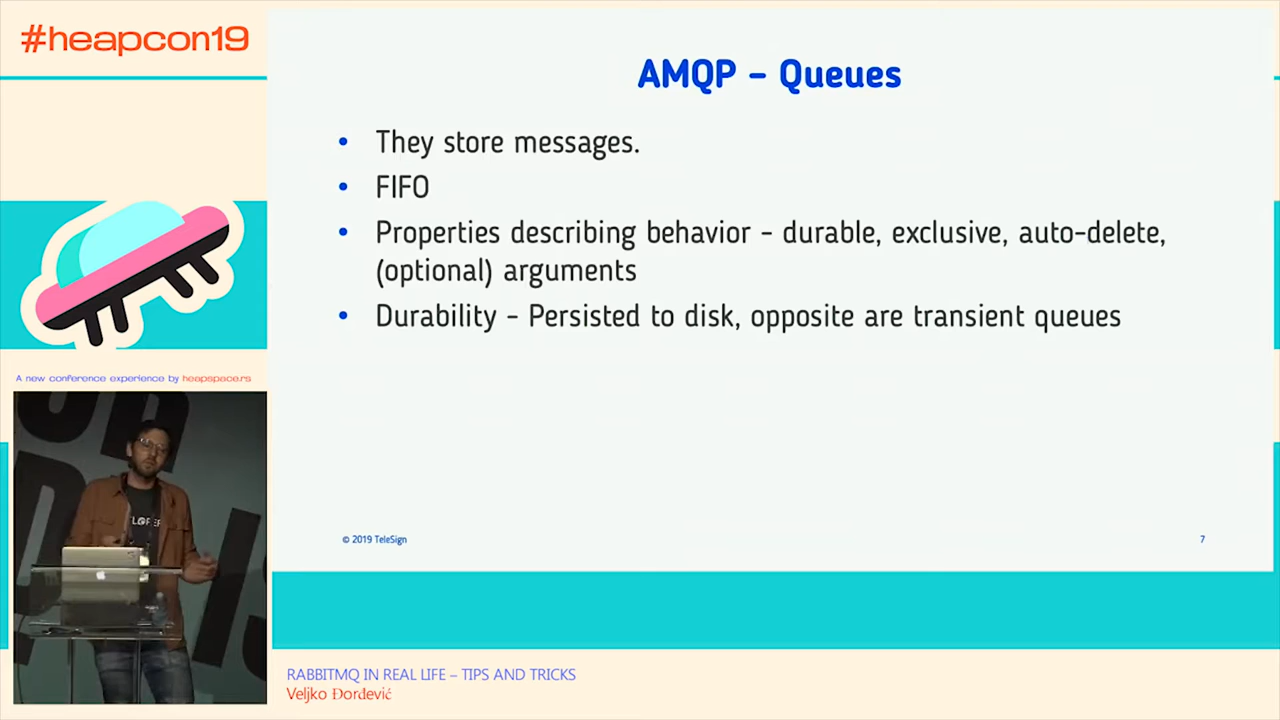 #heapcon19
AMQP – Queues
• They store messages.
• FIFO
• Properties describing behavior – durable, exclusive, auto-delete,
(optional) arguments
• Durability – Persisted to disk, opposite are transient queues
A new conference experience by heapspace.rs
© 2019 TeleSign
7
RABBITMQ IN REAL LIFE – TIPS AND TRICKS
Veljko Đorđević